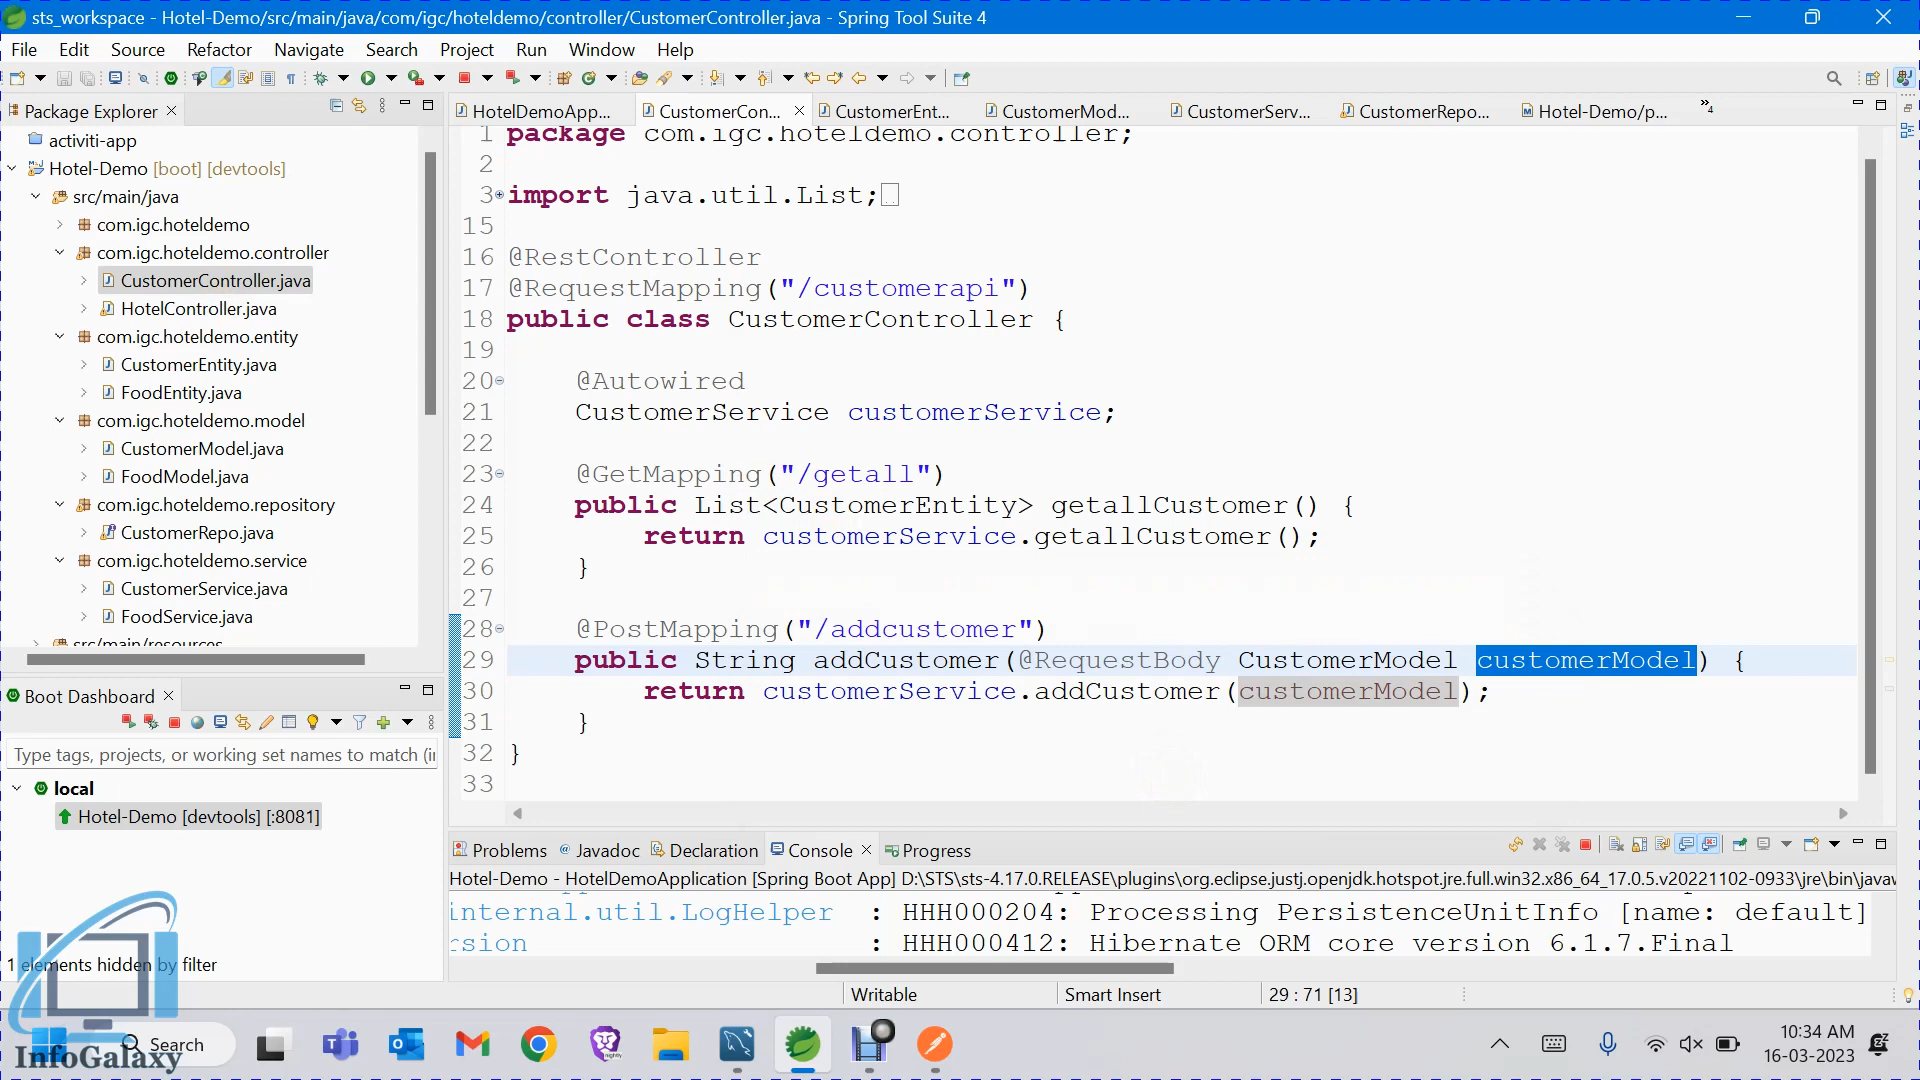 sts_workspace - Hotel-Demo/src/main/java/com/igc/hoteldemo/controller/CustomerController.java - Spring Tool Suite 4
File Edit Source Refactor Navigate Search Project Run Window Help
Package Explorer
activiti-app
Hotel-Demo [boot] [devtools]
src/main/java
com.igc.hoteldemo
com.igc.hoteldemo.controller
CustomerController.java
HotelController.java
com.igc.hoteldemo.entity
CustomerEntity.java
FoodEntity.java
com.igc.hoteldemo.model
CustomerModel.java
FoodModel.java
com.igc.hoteldemo.repository
CustomerRepo.java
com.igc.hoteldemo.service
CustomerService.java
FoodService.java
src/main/resources
Boot Dashboard
Type tags, projects, or working set names to match (i
local
Hotel-Demo [devtools] [:8081]
1 elements hidden by filter
HotelDemoApp... CustomerCon... CustomerEnt... CustomerMod... CustomerServ... CustomerRepo... Hotel-Demo/p... »4
1 package com.igc.hoteldemo.controller;
2
3 import java.util.List;
15
16 @RestController
17 @RequestMapping("/customerapi")
18 public class CustomerController {
19
20 @Autowired
21 CustomerService customerService;
22
23 @GetMapping("/getall")
24 public List<CustomerEntity> getallCustomer() {
25 return customerService.getallCustomer();
26 }
27
28 @PostMapping("/addcustomer")
29 public String addCustomer(@RequestBody CustomerModel customerModel) {
30 return customerService.addCustomer(customerModel);
31 }
32 }
33
Problems @ Javadoc Declaration Console Progress
Hotel-Demo - HotelDemoApplication [Spring Boot App] D:\STS\sts-4.17.0.RELEASE\plugins\org.eclipse.justj.openjdk.hotspot.jre.full.win32.x86_64_17.0.5.v20221102-0933\jre\bin\javaw
internal.util.LogHelper : HHH000204: Processing PersistenceUnitInfo [name: default]
rsion : HHH000412: Hibernate ORM core version 6.1.7.Final
Writable Smart Insert 29 : 71 [13]
InfoGalaxy
Search
10:34 AM
16-03-2023